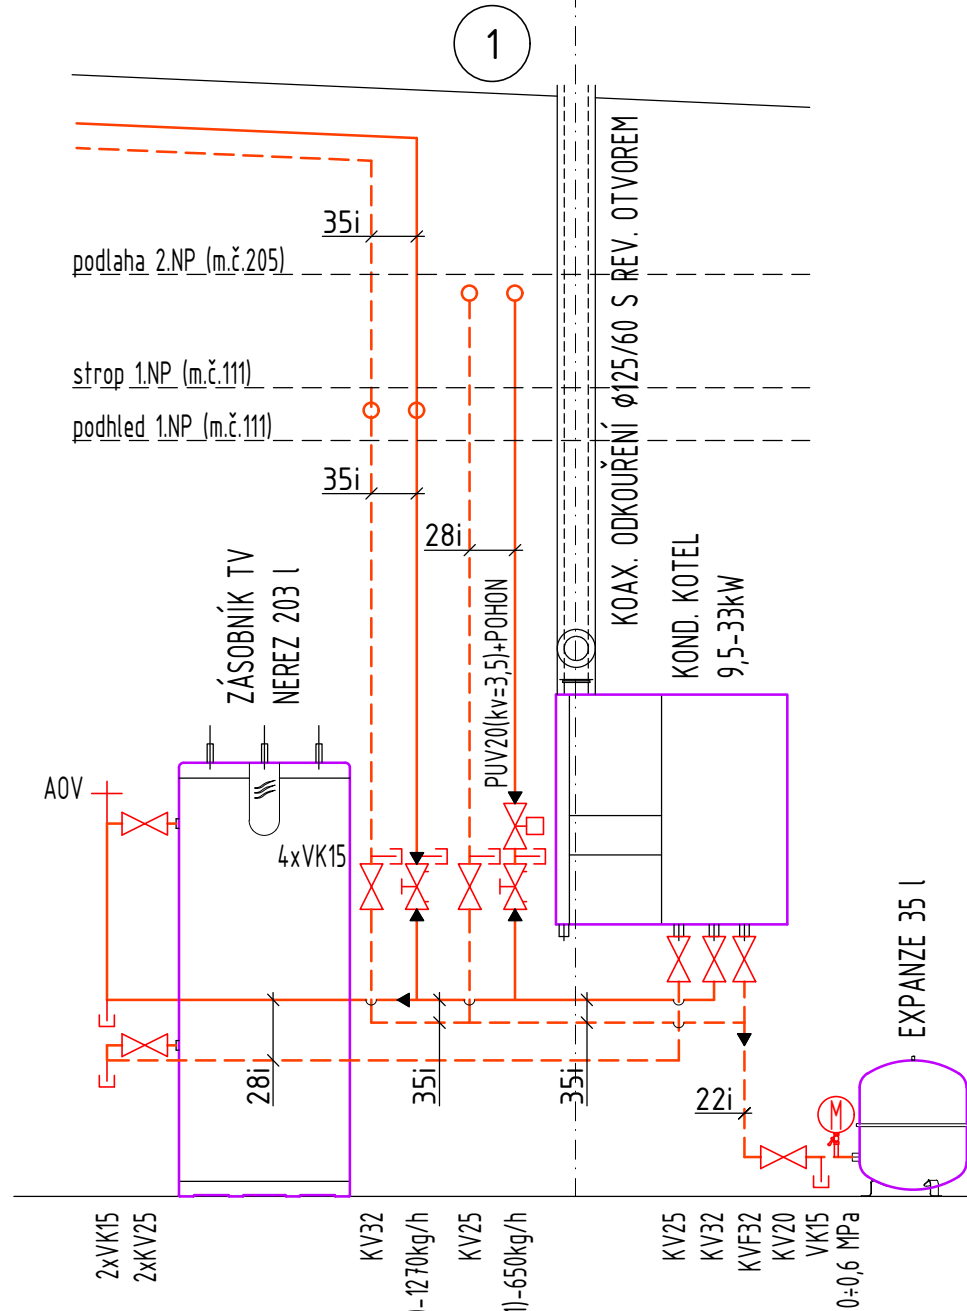 1
35i
podlaha 2.NP (m.č.205)
strop 1.NP (m.č.111)
podhled 1.NP (m.č.111)
35i
28i
KOAX. ODKOUŘENÍ ϕ125/60 S REV. OTVOREM
ZÁSOBNÍK TV
NEREZ 203 l
PUV20(kv=3,5)+POHON
KOND. KOTEL
9,5-33kW
AOV
4xVK15
EXPANZE 35 l
28i
35i
35i
22i
M
2xVK15
2xKV25
KV32
)-1270kg/h
KV25
1)-650kg/h
KV25
KV32
KVF32
KV20
VK15
0÷0,6 MPa